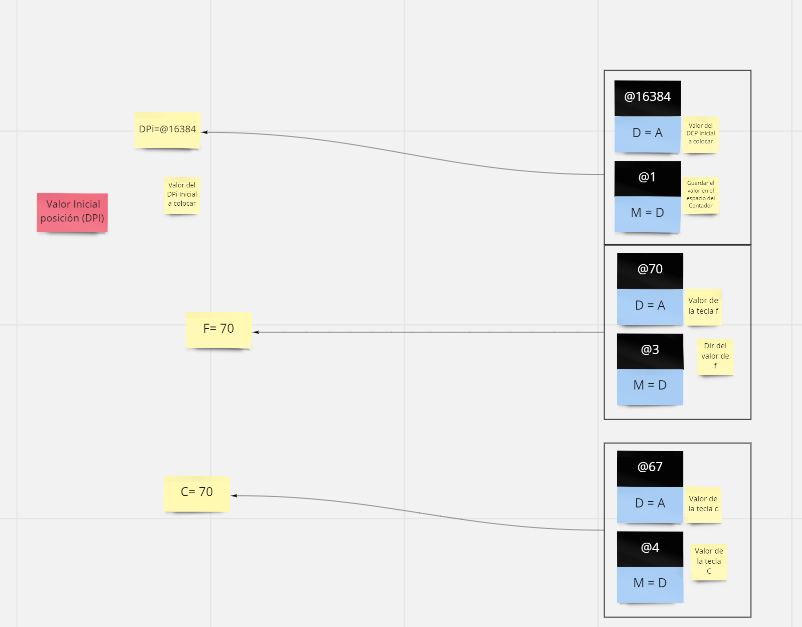 DPi=@16384
Valor del
DPi Inicial
a colocar
Valor Inicial
posición (DPI)
F= 70
C= 70
@16384
D = A
Valor del
DCP Inicial
a colocar
@1
M = D
Guardar el
valor en el
espacio del
Contador
@70
D = A
Valor de
la tecla f
@3
M = D
Dir del
valor de
f
@67
D = A
Valor de
la tecla c
@4
M = D
Valor de
la tecla
C